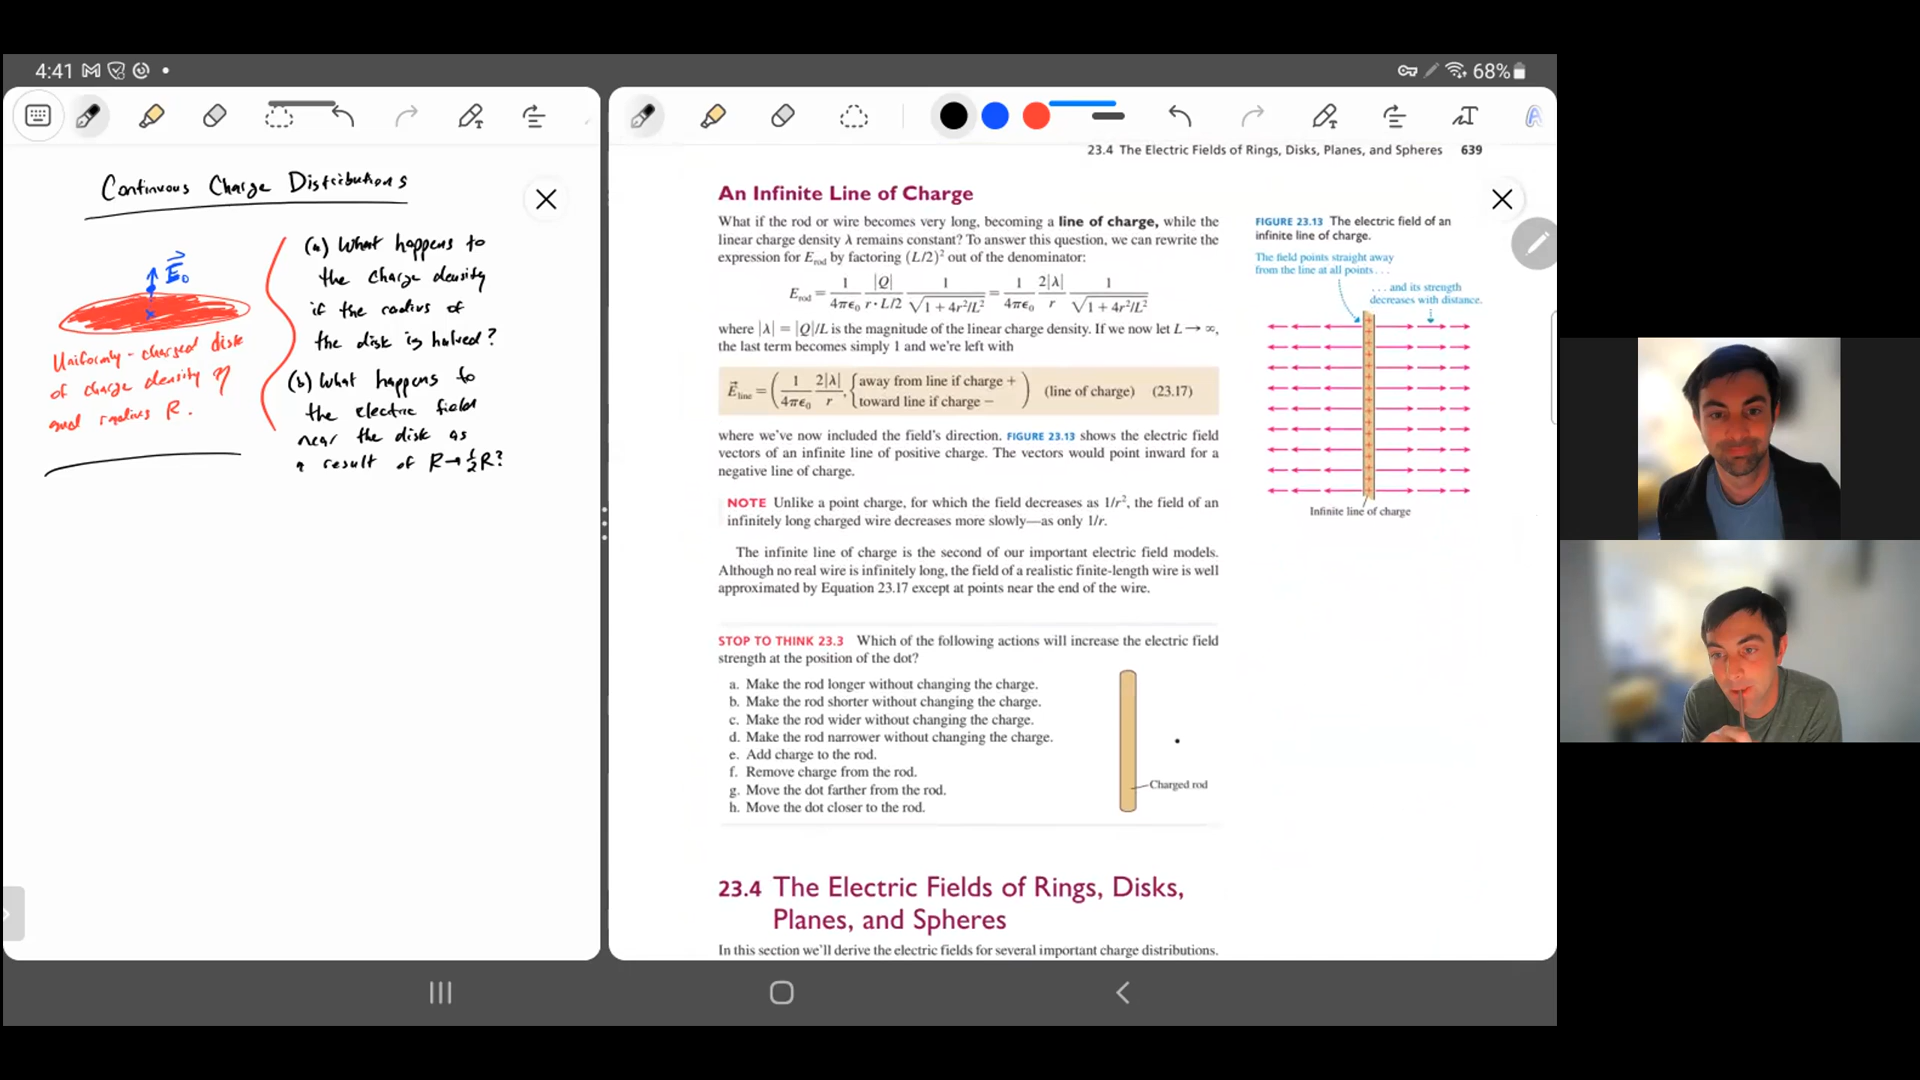 4:41
68%
Continuous Charge Distributions
E₀
Uniformly-charged disk
of charge density η
and radius R.
(a) What happens to
the charge density
if the radius of
the disk is halved?
(b) What happens to
the electric field
near the disk as
a result of R→½R?
23.4 The Electric Fields of Rings, Disks, Planes, and Spheres 639
An Infinite Line of Charge
What if the rod or wire becomes very long, becoming a line of charge, while the
linear charge density λ remains constant? To answer this question, we can rewrite the
expression for E_rod by factoring (L/2)² out of the denominator:
E_rod = 1/4πϵ₀ |Q|/r · L/2 1/√1 + 4r²/L² = 1/4πϵ₀ 2|λ|/r 1/√1 + 4r²/L²
where |λ| = |Q|/L is the magnitude of the linear charge density. If we now let L → ∞,
the last term becomes simply 1 and we're left with
E_line = (1/4πϵ₀ 2|λ|/r, {away from line if charge +
toward line if charge −) (line of charge) (23.17)
where we've now included the field's direction. FIGURE 23.13 shows the electric field
vectors of an infinite line of positive charge. The vectors would point inward for a
negative line of charge.
NOTE Unlike a point charge, for which the field decreases as 1/r², the field of an
infinitely long charged wire decreases more slowly—as only 1/r.
The infinite line of charge is the second of our important electric field models.
Although no real wire is infinitely long, the field of a realistic finite-length wire is well
approximated by Equation 23.17 except at points near the end of the wire.
STOP TO THINK 23.3 Which of the following actions will increase the electric field
strength at the position of the dot?
a. Make the rod longer without changing the charge.
b. Make the rod shorter without changing the charge.
c. Make the rod wider without changing the charge.
d. Make the rod narrower without changing the charge.
e. Add charge to the rod.
f. Remove charge from the rod.
g. Move the dot farther from the rod.
h. Move the dot closer to the rod.
Charged rod
FIGURE 23.13 The electric field of an
infinite line of charge.
The field points straight away
from the line at all points . . .
. . . and its strength
decreases with distance.
Infinite line of charge
23.4 The Electric Fields of Rings, Disks,
Planes, and Spheres
In this section we'll derive the electric fields for several important charge distributions.